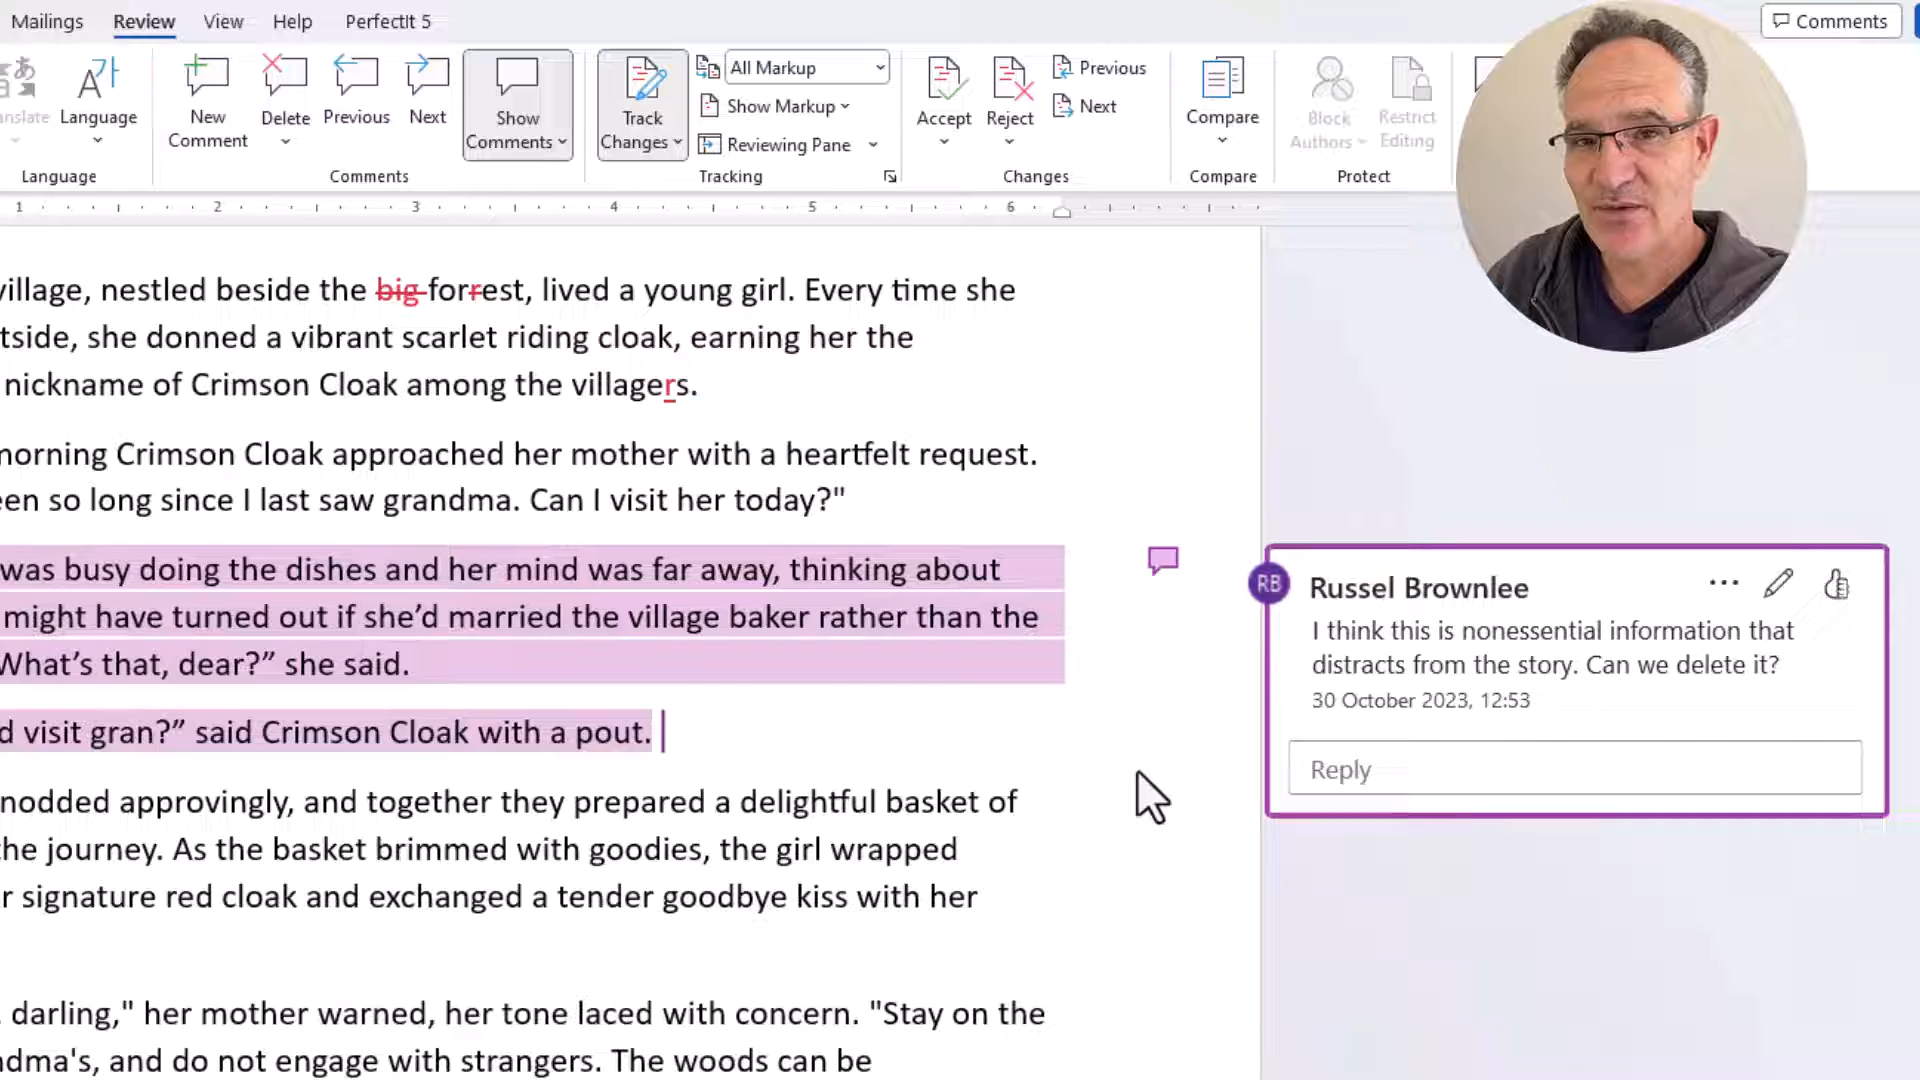 Mailings Review View Help PerfectIt 5 Comments
anslate Language New Comment Delete Previous Next Show Comments Track Changes All Markup Show Markup Reviewing Pane Accept Reject Previous Next Compare Block Authors Restrict Editing
Language Comments Tracking Changes Compare Protect
1 2 3 4 5 6
village, nestled beside the big forrest, lived a young girl. Every time she
tside, she donned a vibrant scarlet riding cloak, earning her the
nickname of Crimson Cloak among the villagers.
morning Crimson Cloak approached her mother with a heartfelt request.
een so long since I last saw grandma. Can I visit her today?"
was busy doing the dishes and her mind was far away, thinking about
might have turned out if she’d married the village baker rather than the
What’s that, dear?” she said.
d visit gran?” said Crimson Cloak with a pout.
nodded approvingly, and together they prepared a delightful basket of
he journey. As the basket brimmed with goodies, the girl wrapped
r signature red cloak and exchanged a tender goodbye kiss with her
darling," her mother warned, her tone laced with concern. "Stay on the
ndma's, and do not engage with strangers. The woods can be
RB Russel Brownlee
I think this is nonessential information that
distracts from the story. Can we delete it?
30 October 2023, 12:53
Reply